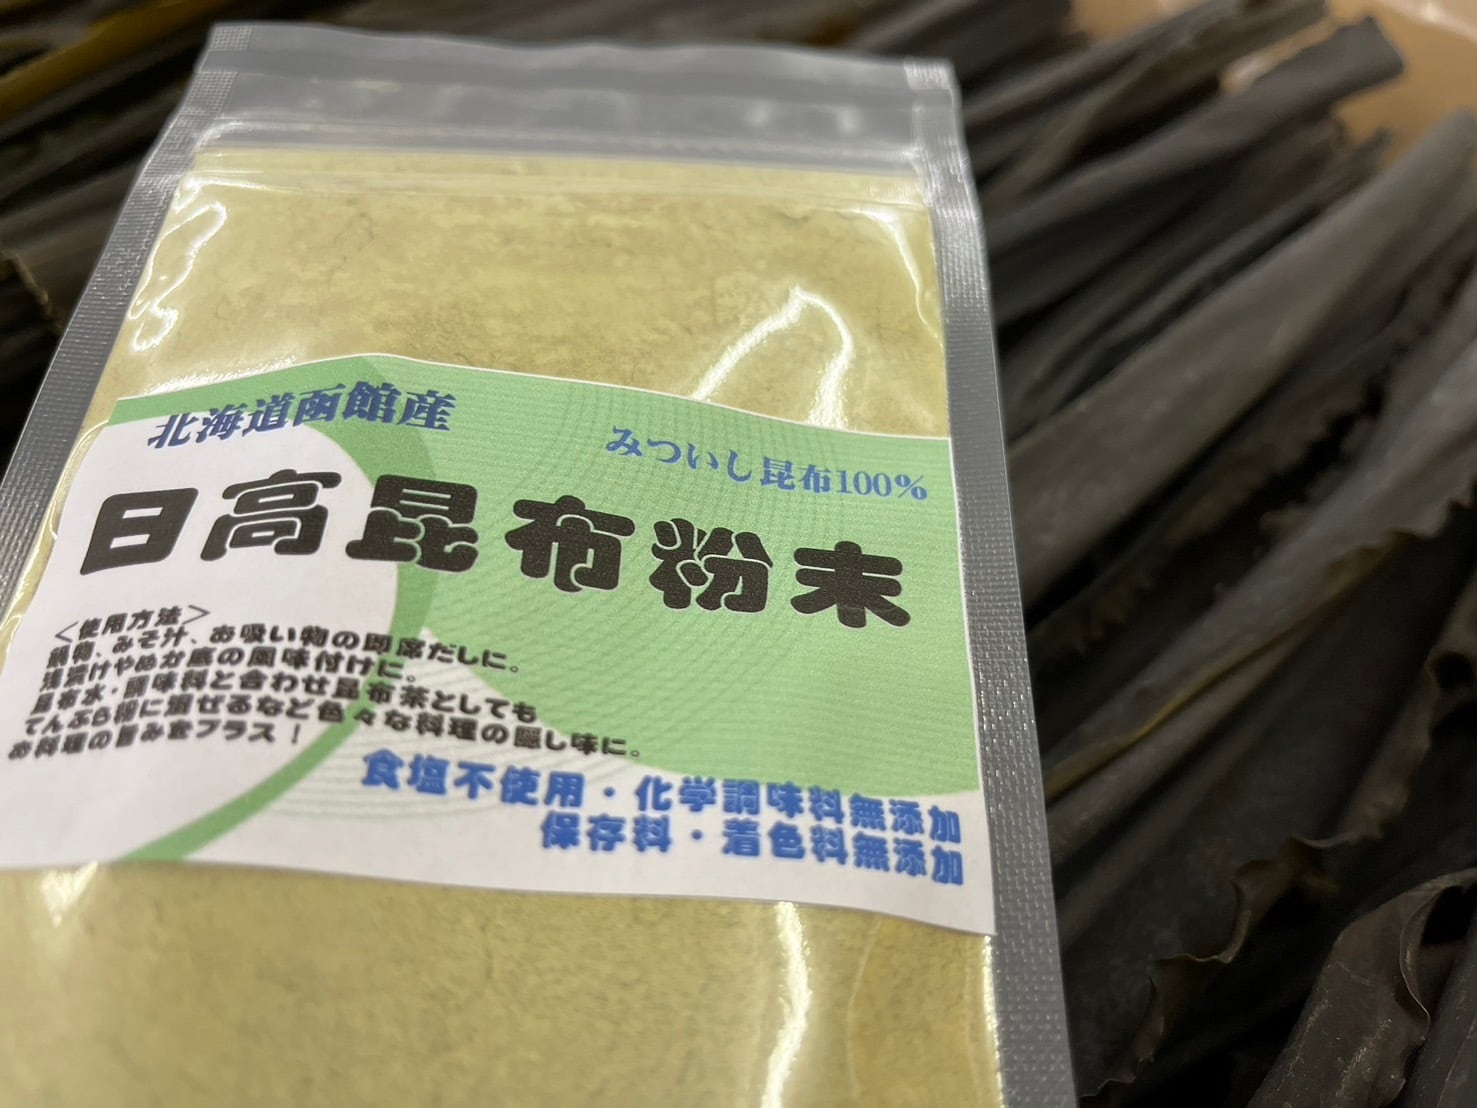 北海道函館産
みついし昆布100%
日高昆布粉末
<使用方法>
鍋物、みそ汁、お吸い物の即席だしに。
浅漬けやぬか底の風味付けに。
昆布水・調味料と合わせ昆布茶としても
てんぷら粉に混ぜるなど色々な料理の隠し味に。
お料理の旨みをプラス!
食塩不使用・化学調味料無添加
保存料・着色料無添加